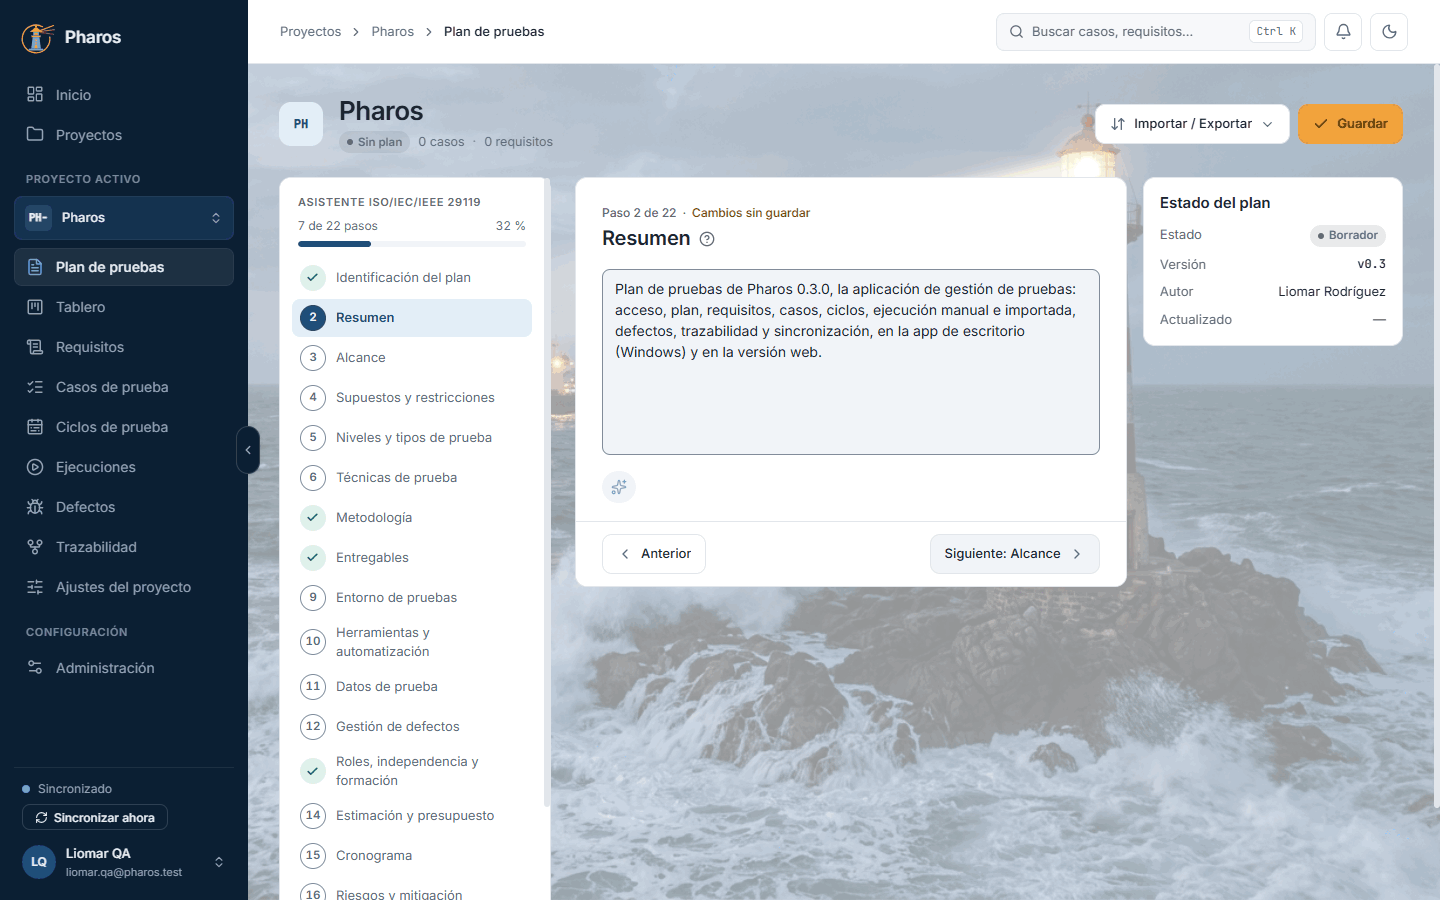 Pharos
Inicio
Proyectos
PROYECTO ACTIVO
PH-
Pharos
Plan de pruebas
Tablero
Requisitos
Casos de prueba
Ciclos de prueba
Ejecuciones
Defectos
Trazabilidad
Ajustes del proyecto
CONFIGURACIÓN
Administración
Sincronizado
Sincronizar ahora
LQ
Liomar QA
liomar.qa@pharos.test
Proyectos
Pharos
Plan de pruebas
Buscar casos, requisitos...
Ctrl K
PH
Pharos
Sin plan
0 casos · 0 requisitos
Importar / Exportar
Guardar
ASISTENTE ISO/IEC/IEEE 29119
7 de 22 pasos
32 %
Identificación del plan
2 Resumen
3 Alcance
4 Supuestos y restricciones
5 Niveles y tipos de prueba
6 Técnicas de prueba
Metodología
Entregables
9 Entorno de pruebas
10 Herramientas y
automatización
11 Datos de prueba
12 Gestión de defectos
Roles, independencia y
formación
14 Estimación y presupuesto
15 Cronograma
16 Riesgos y mitigación
Paso 2 de 22 · Cambios sin guardar
Resumen
Plan de pruebas de Pharos 0.3.0, la aplicación de gestión de pruebas:
acceso, plan, requisitos, casos, ciclos, ejecución manual e importada,
defectos, trazabilidad y sincronización, en la app de escritorio
(Windows) y en la versión web.
Anterior
Siguiente: Alcance
Estado del plan
Estado
Borrador
Versión
v0.3
Autor
Liomar Rodríguez
Actualizado
—